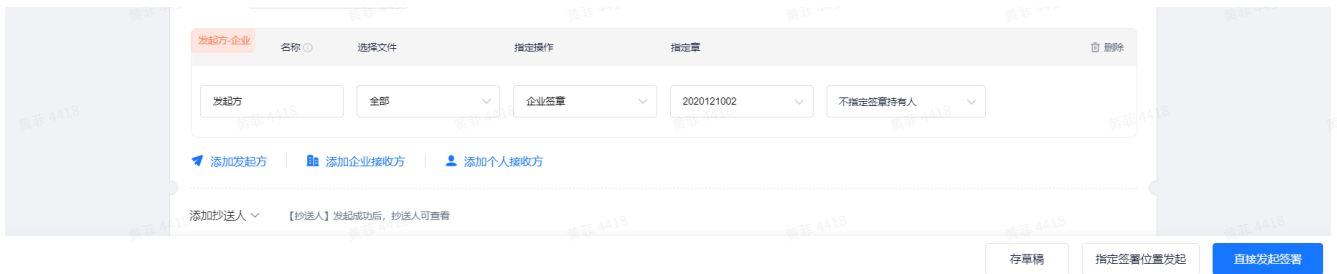 发起方-企业 名称 选择文件 指定操作 指定章 删除
发起方 全部 企业签章 2020121002 不指定签章持有人
添加发起方 添加企业接收方 添加个人接收方
添加抄送人 【抄送人】发起成功后，抄送人可查看
存草稿 指定签署位置发起 直接发起签署
黄菲 4418